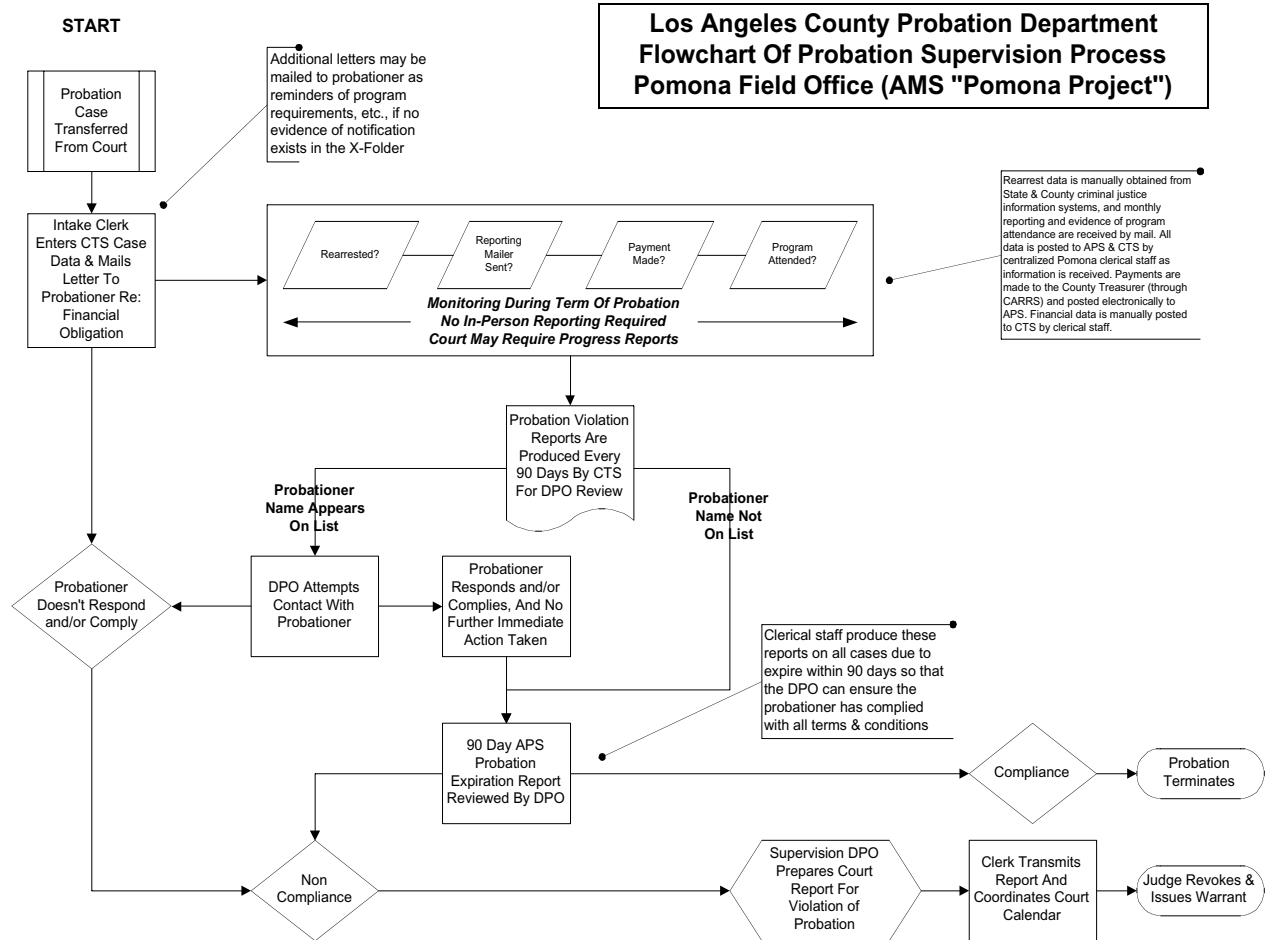 START
Los Angeles County Probation Department
Flowchart Of Probation Supervision Process
Pomona Field Office (AMS "Pomona Project")
Probation
Case
Transferred
From Court
Additional letters may be
mailed to probationer as
reminders of program
requirements, etc., if no
evidence of notification
exists in the X-Folder
Intake Clerk
Enters CTS Case
Data & Mails
Letter To
Probationer Re:
Financial
Obligation
Rearrested?
Reporting
Mailer
Sent?
Payment
Made?
Program
Attended?
Monitoring During Term Of Probation
No In-Person Reporting Required
Court May Require Progress Reports
Rearrest data is manually obtained from
State & County criminal justice
information systems, and monthly
reporting and evidence of program
attendance are received by mail. All
data is posted to APS & CTS by
centralized Pomona clerical staff as
information is received. Payments are
made to the County Treasurer (through
CARRS) and posted electronically to
APS. Financial data is manually posted
to CTS by clerical staff.
Probation Violation
Reports Are
Produced Every
90 Days By CTS
For DPO Review
Probationer
Name Appears
On List
Probationer
Name Not
On List
Probationer
Doesn't Respond
and/or Comply
DPO Attempts
Contact With
Probationer
Probationer
Responds and/or
Complies, And No
Further Immediate
Action Taken
Clerical staff produce these
reports on all cases due to
expire within 90 days so that
the DPO can ensure the
probationer has complied
with all terms & conditions
90 Day APS
Probation
Expiration Report
Reviewed By DPO
Compliance
Probation
Terminates
Non
Compliance
Supervision DPO
Prepares Court
Report For
Violation of
Probation
Clerk Transmits
Report And
Coordinates Court
Calendar
Judge Revokes &
Issues Warrant